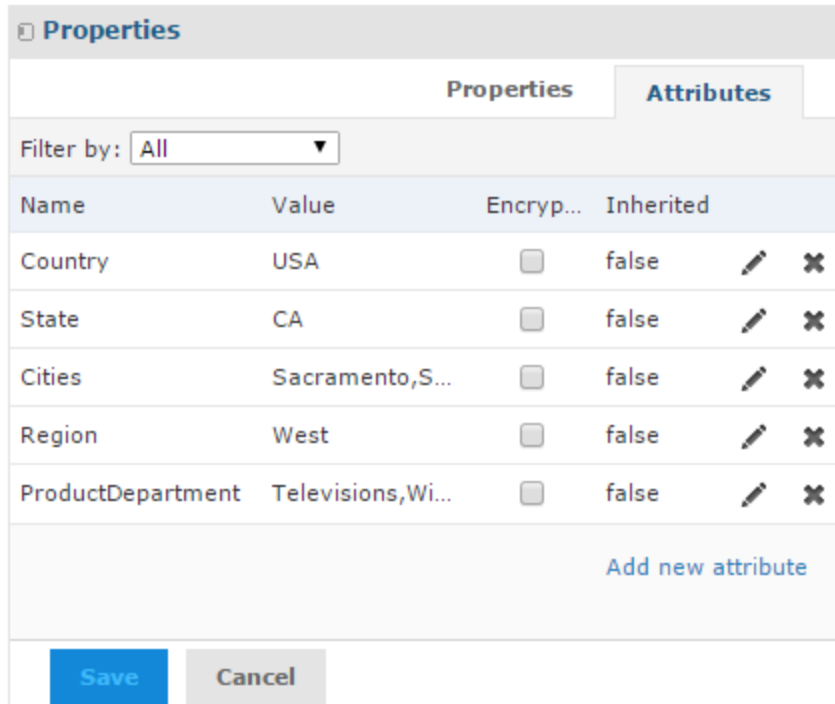 Properties
Properties Attributes
Filter by: All
Name Value Encryp... Inherited
Country USA false
State CA false
Cities Sacramento,S... false
Region West false
ProductDepartment Televisions,Wi... false
Add new attribute
Save Cancel